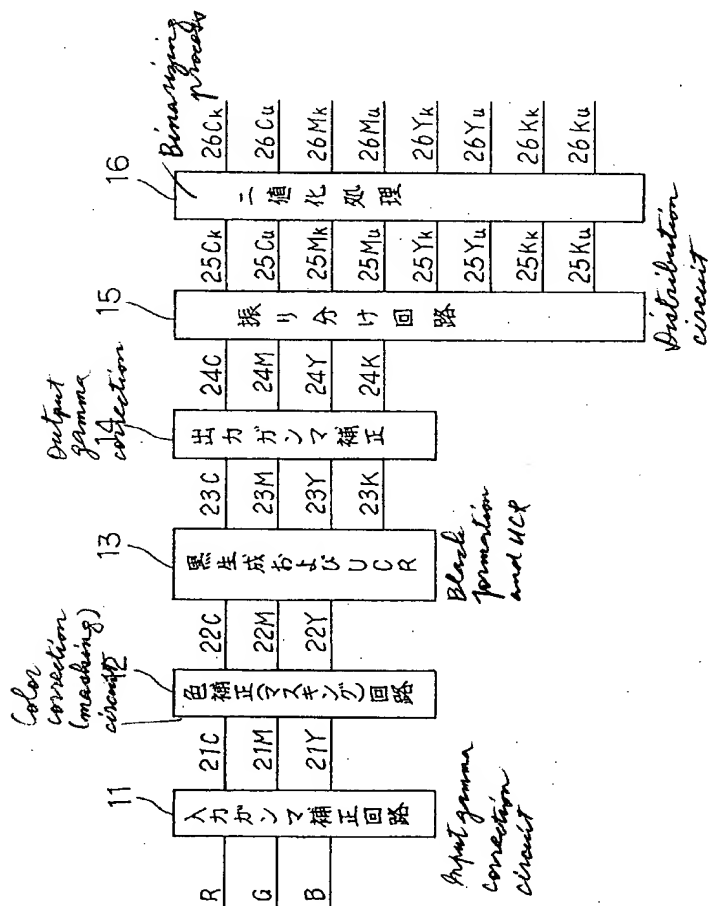 R
G
B
11
入力ガンマ補正回路
Input gamma
correction
circuit
21C
21M
21Y
Color
correction
(masking)
circuit
12
色補正(マスキング)回路
22C
22M
22Y
13
黒生成およびUCR
Black
formation
and UCR
23C
23M
23Y
23K
Output
gamma
correction
14
出力ガンマ補正
24C
24M
24Y
24K
15
振り分け回路
Distribution
circuit
25Ck
25Cu
25Mk
25Mu
25Yk
25Yu
25Kk
25Ku
16
Binarizing
process
二値化処理
26Ck
26Cu
26Mk
26Mu
26Yk
26Yu
26Kk
26Ku